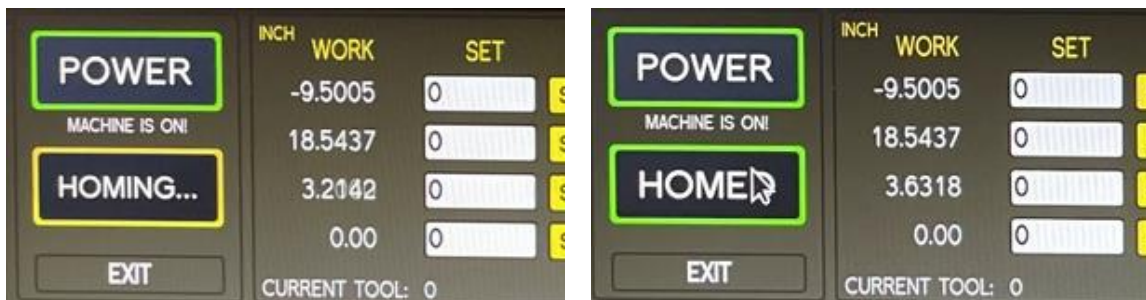 POWER
MACHINE IS ON!
HOMING...
EXIT
INCH
WORK SET
-9.5005 0
18.5437 0
0
0.00 0
CURRENT TOOL: 0
POWER
MACHINE IS ON!
EXIT
INCH
WORK SET
-9.5005 0
18.5437 0
3.6318 0
0.00 0
CURRENT TOOL: 0